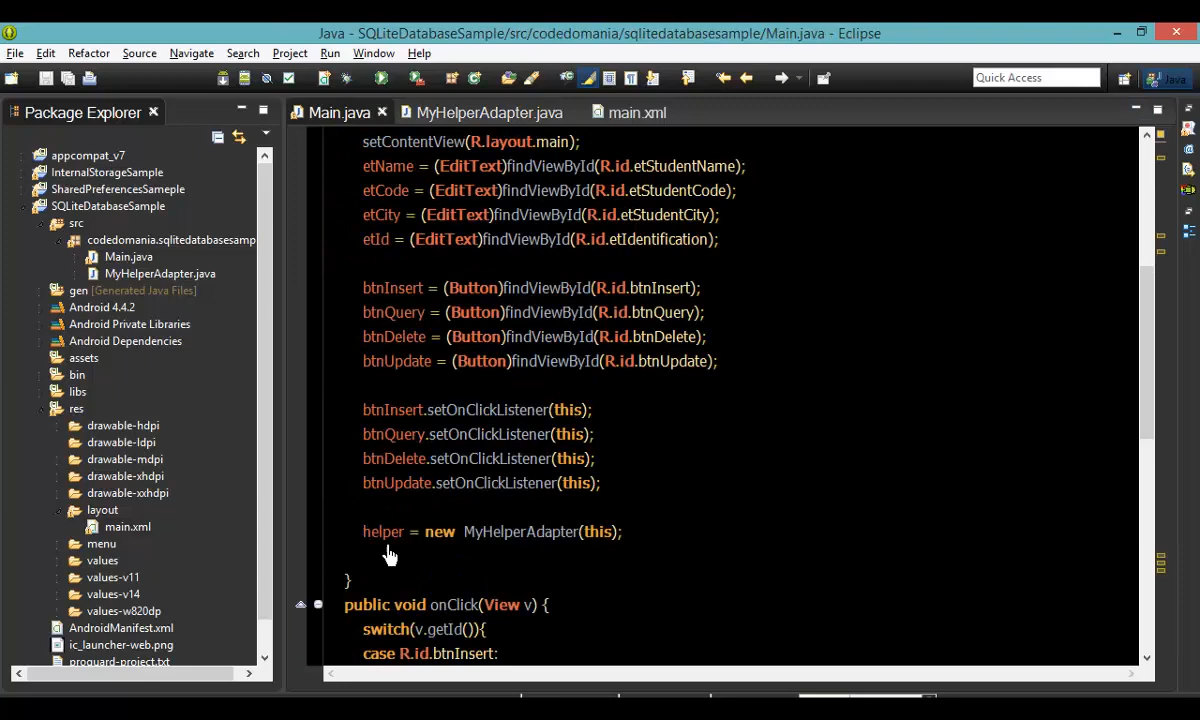 Java - SQLiteDatabaseSample/src/codedomania/sqlitedatabasesample/Main.java - Eclipse
File Edit Refactor Source Navigate Search Project Run Window Help
Quick Access
Java
Package Explorer
Main.java
MyHelperAdapter.java
main.xml
appcompat_v7
InternalStorageSample
SharedPreferencesSameple
SQLiteDatabaseSample
src
codedomania.sqlitedatabasesamp
Main.java
MyHelperAdapter.java
gen [Generated Java Files]
Android 4.4.2
Android Private Libraries
Android Dependencies
assets
bin
libs
res
drawable-hdpi
drawable-ldpi
drawable-mdpi
drawable-xhdpi
drawable-xxhdpi
layout
main.xml
menu
values
values-v11
values-v14
values-w820dp
AndroidManifest.xml
ic_launcher-web.png
proguard-project.txt
setContentView(R.layout.main);
etName = (EditText)findViewById(R.id.etStudentName);
etCode = (EditText)findViewById(R.id.etStudentCode);
etCity = (EditText)findViewById(R.id.etStudentCity);
etId = (EditText)findViewById(R.id.etIdentification);
btnInsert = (Button)findViewById(R.id.btnInsert);
btnQuery = (Button)findViewById(R.id.btnQuery);
btnDelete = (Button)findViewById(R.id.btnDelete);
btnUpdate = (Button)findViewById(R.id.btnUpdate);
btnInsert.setOnClickListener(this);
btnQuery.setOnClickListener(this);
btnDelete.setOnClickListener(this);
btnUpdate.setOnClickListener(this);
helper = new  MyHelperAdapter(this);
}
public void onClick(View v) {
switch(v.getId()){
case R.id.btnInsert: